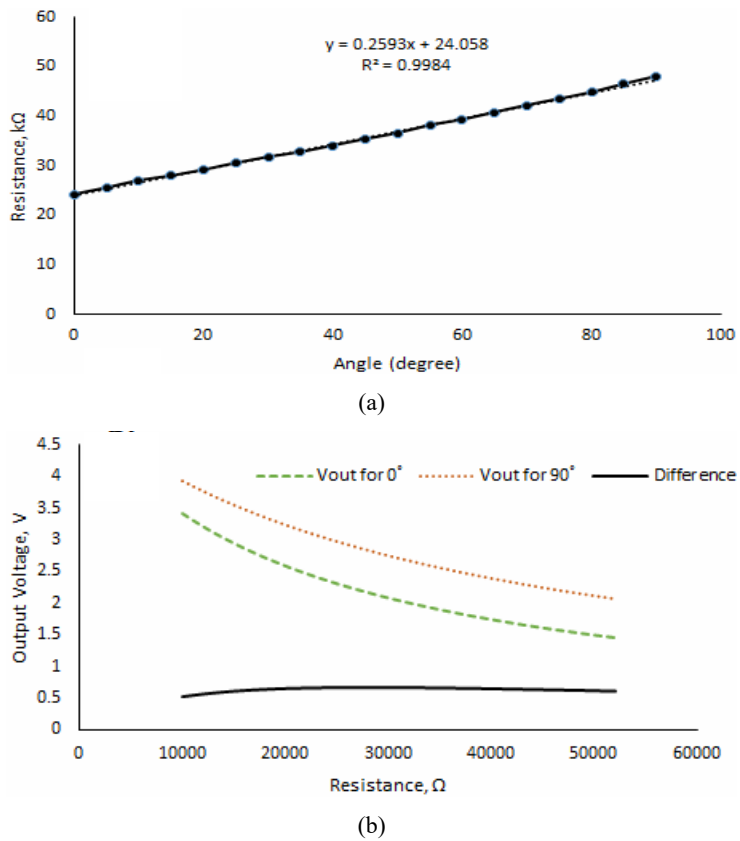 60
50
40
30
20
10
0
y = 0.2593x + 24.058
R² = 0.9984
Resistance, kΩ
0 20 40 60 80 100
Angle (degree)
(a)
4.5
4
3.5
3
2.5
2
1.5
1
0.5
0
Vout for 0° Vout for 90° Difference
Output Voltage, V
0 10000 20000 30000 40000 50000 60000
Resistance, Ω
(b)